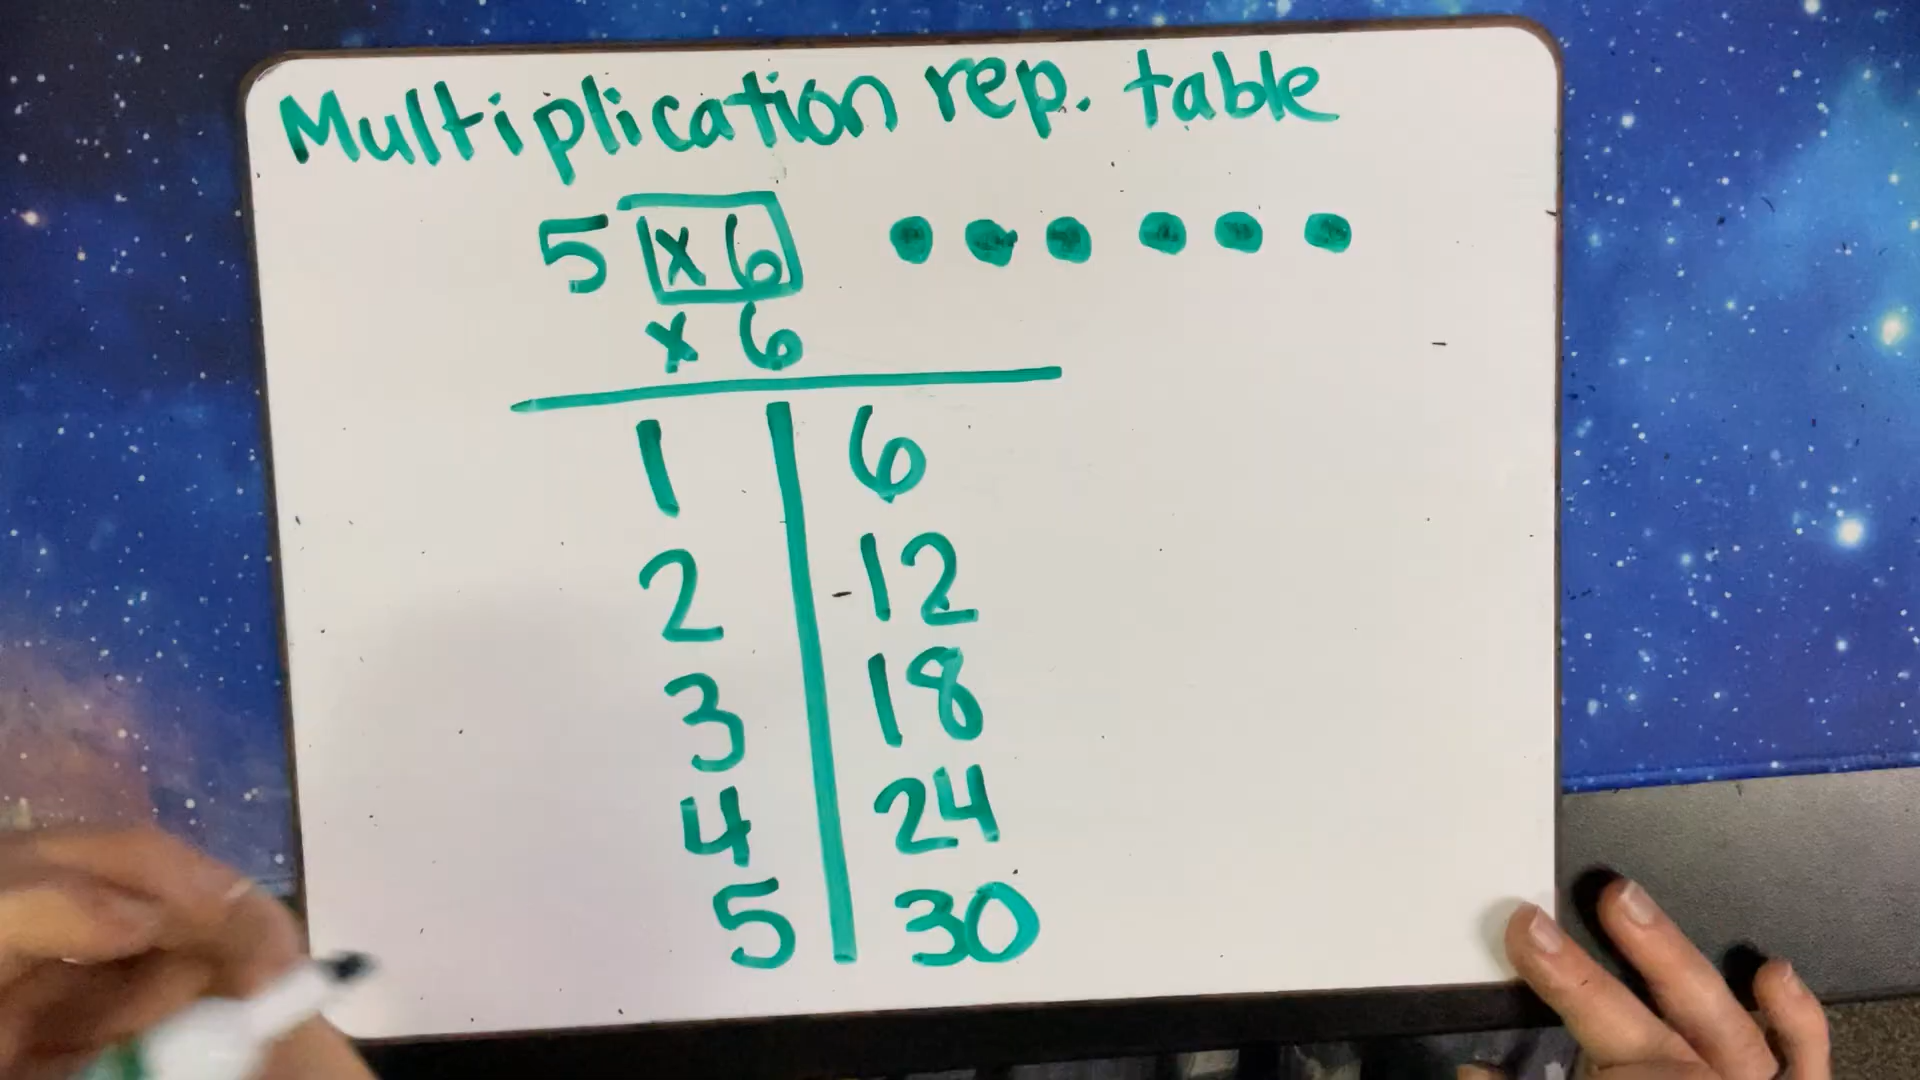 Multiplication rep. table
5 x 6
x 6
1 6
2 12
3 18
4 24
5 30